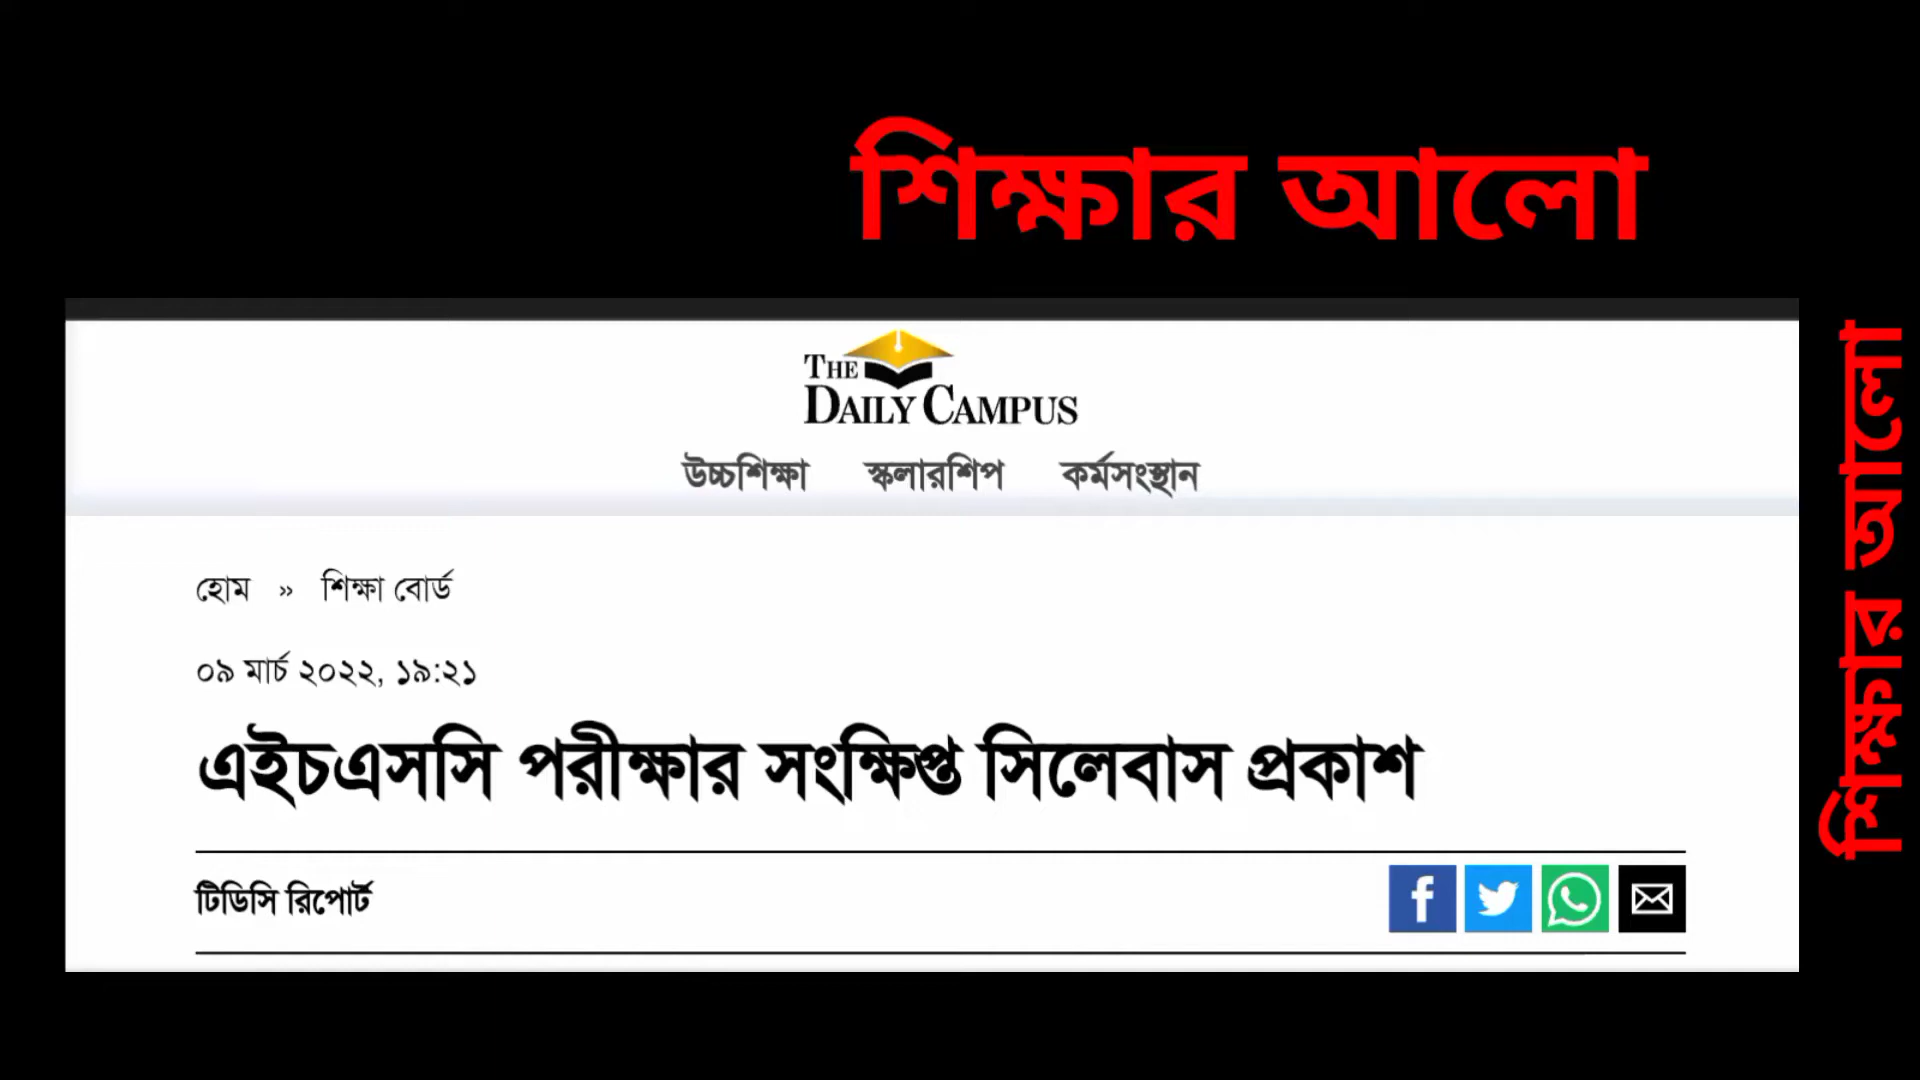 শিক্ষার আলো
THE
DAILY CAMPUS
উচ্চশিক্ষা স্কলারশিপ কর্মসংস্থান
হোম » শিক্ষা বোর্ড
০৯ মার্চ ২০২২, ১৯:২১
এইচএসসি পরীক্ষার সংক্ষিপ্ত সিলেবাস প্রকাশ
টিডিসি রিপোর্ট
শিক্ষার আলো